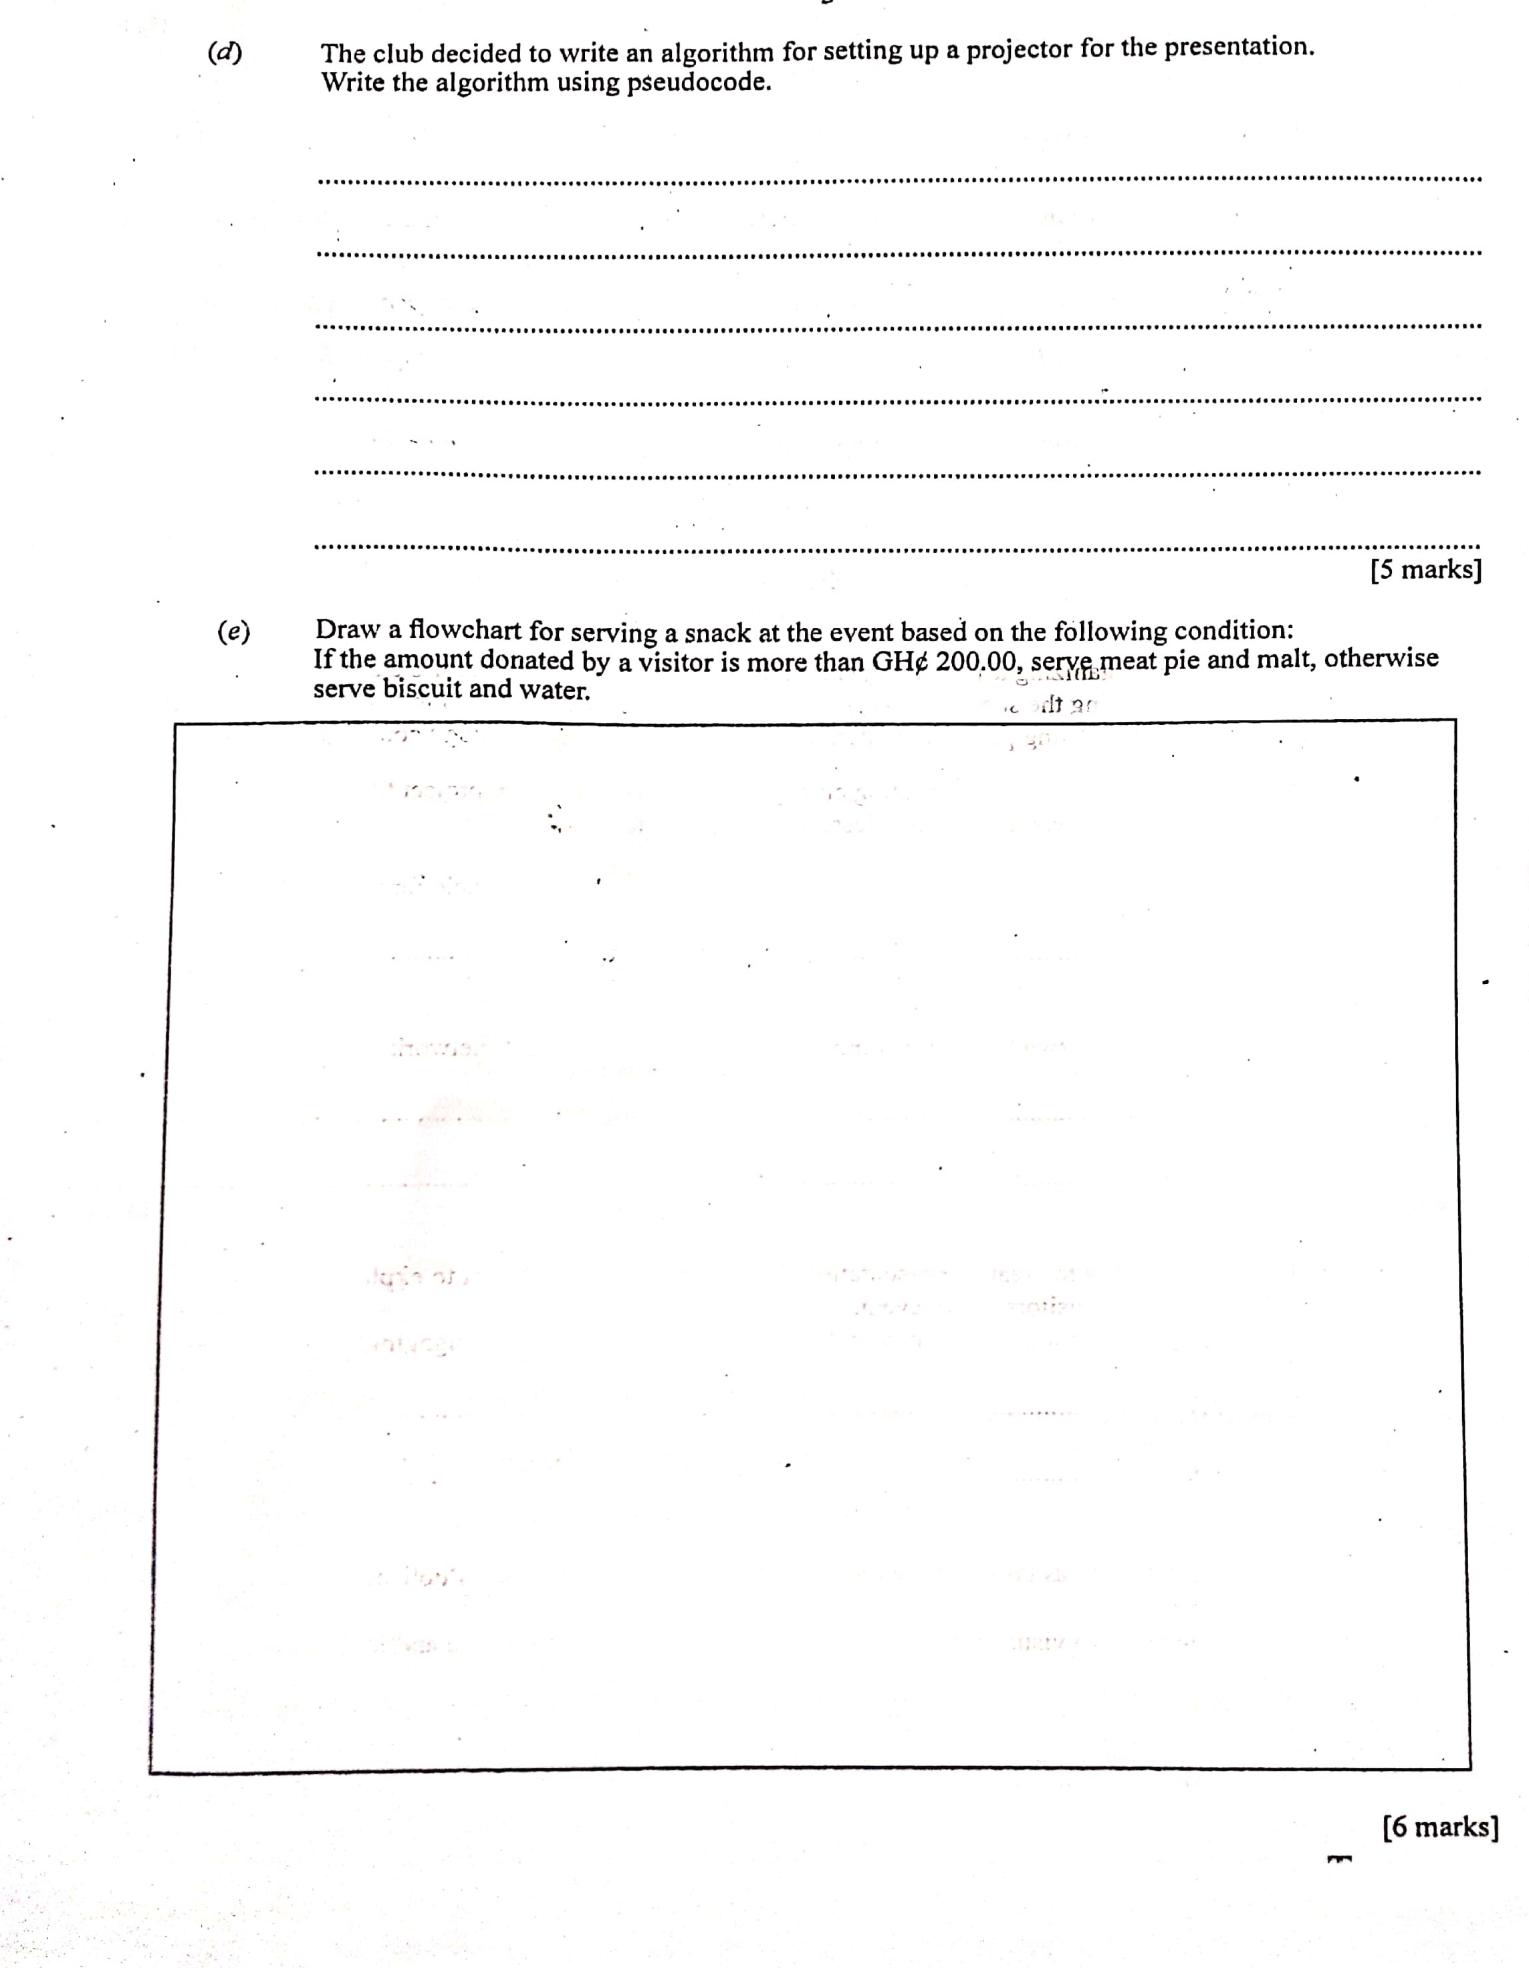 (d) The club decided to write an algorithm for setting up a projector for the presentation.
Write the algorithm using pseudocode.
[5 marks]
(e) Draw a flowchart for serving a snack at the event based on the following condition:
If the amount donated by a visitor is more than GH₵ 200.00, serve meat pie and malt, otherwise
serve biscuit and water.
[6 marks]